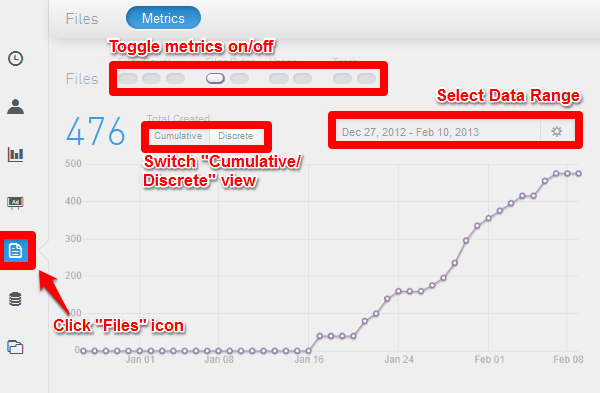 Files
Metrics
Toggle metrics on/off
Files
Select Data Range
476
Total Created
Cumulative
Discrete
Dec 27, 2012 - Feb 10, 2013
Switch "Cumulative/
Discrete" view
500
400
300
200
100
0
Ad
Click "Files" icon
Jan 01
Jan 08
Jan 16
Jan 24
Feb 01
Feb 08